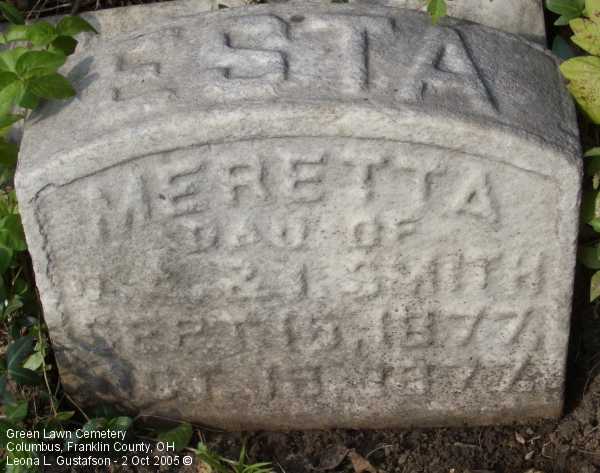 ESTA
MERETTA
DAU OF
SMITH
SEPT 15, 1877,
Green Lawn Cemetery
Columbus, Franklin County, OH
Leona L. Gustafson - 2 Oct 2005 ©